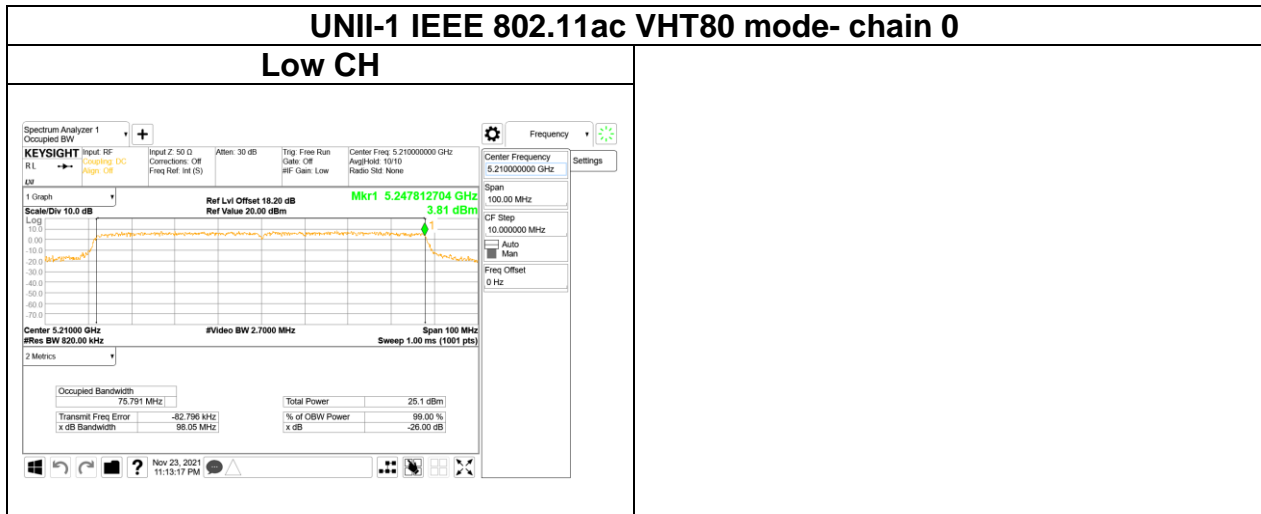 UNII-1 IEEE 802.11ac VHT80 mode- chain 0
Low CH
Spectrum Analyzer 1
Occupied BW
+
Frequency
Settings
KEYSIGHT
RL
Input: RF
Coupling: DC
Align: Off
Input Z: 50 Ω
Corrections: Off
Freq Ref: Int (S)
Atten: 30 dB
Trig: Free Run
Gate: Off
#IF Gain: Low
Center Freq: 5.210000000 GHz
Avg|Hold: 10/10
Radio Std: None
1 Graph
Scale/Div 10.0 dB
Ref Lvl Offset 18.20 dB
Ref Value 20.00 dBm
Mkr1 5.247812704 GHz
3.81 dBm
Log
10.0
0.00
-10.0
-20.0
-30.0
-40.0
-50.0
-60.0
-70.0
1
Center 5.21000 GHz
#Video BW 2.7000 MHz
Span 100 MHz
#Res BW 820.00 kHz
Sweep 1.00 ms (1001 pts)
2 Metrics
Occupied Bandwidth
75.791 MHz
Transmit Freq Error -82.796 kHz
x dB Bandwidth 98.05 MHz
Total Power 25.1 dBm
% of OBW Power 99.00 %
x dB -26.00 dB
Center Frequency
5.210000000 GHz
Span
100.00 MHz
CF Step
10.000000 MHz
Auto
Man
Freq Offset
0 Hz
?
Nov 23, 2021
11:13:17 PM